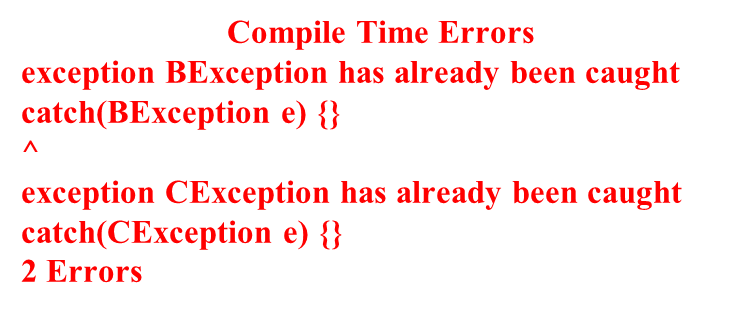 Compile Time Errors
exception BException has already been caught
catch(BException e) {}
^
exception CException has already been caught
catch(CException e) {}
2 Errors